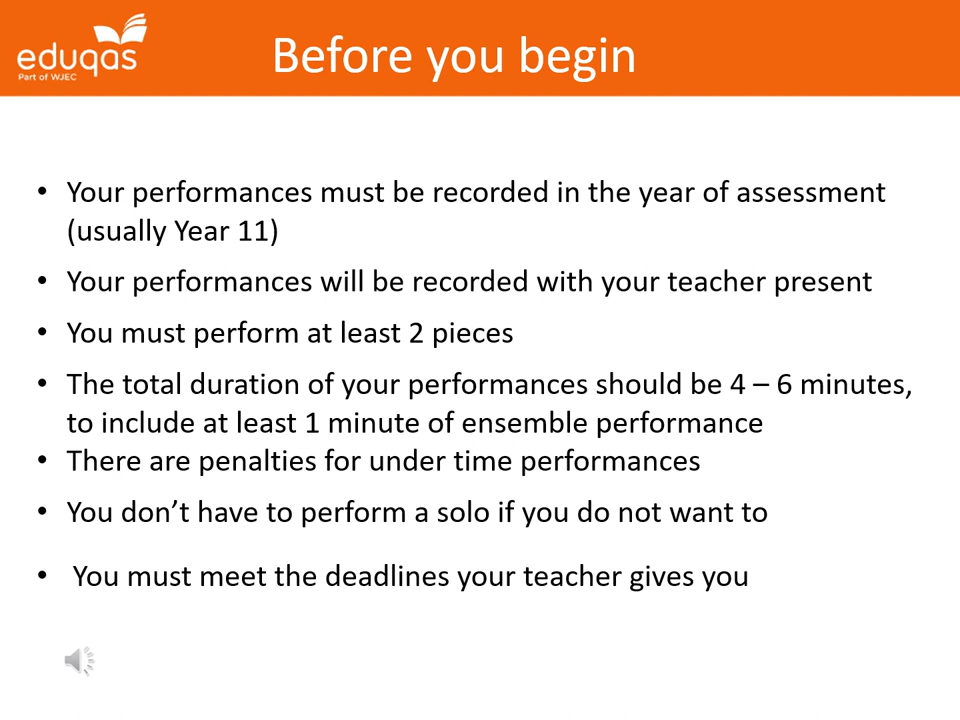 eduqas
Part of WJEC
Before you begin
• Your performances must be recorded in the year of assessment
(usually Year 11)
• Your performances will be recorded with your teacher present
• You must perform at least 2 pieces
• The total duration of your performances should be 4 – 6 minutes,
to include at least 1 minute of ensemble performance
• There are penalties for under time performances
• You don’t have to perform a solo if you do not want to
• You must meet the deadlines your teacher gives you